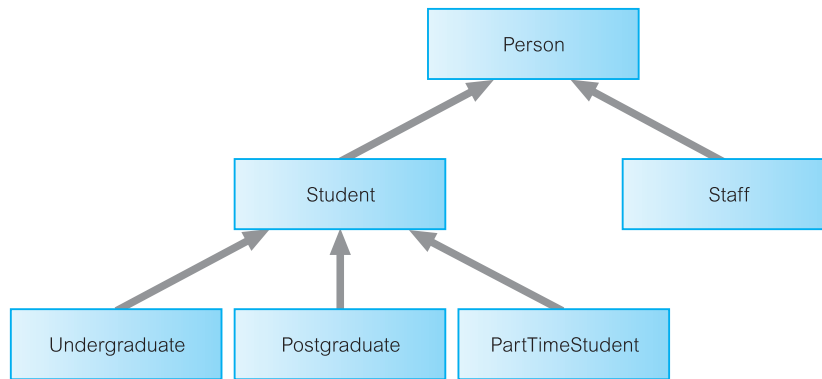 Person
Student
Staff
Undergraduate
Postgraduate
PartTimeStudent